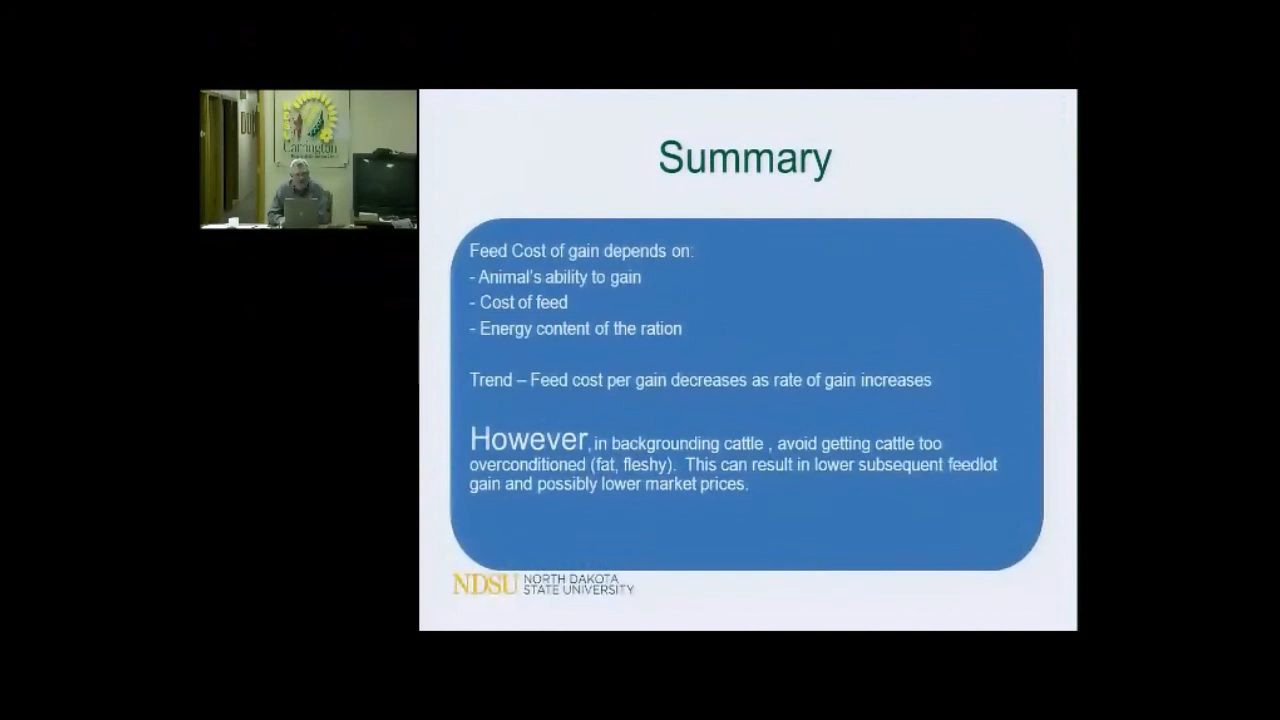 Carrington
Summary
Feed Cost of gain depends on:
- Animal's ability to gain
- Cost of feed
- Energy content of the ration
Trend – Feed cost per gain decreases as rate of gain increases
However, in backgrounding cattle , avoid getting cattle too
overconditioned (fat, fleshy).  This can result in lower subsequent feedlot
gain and possibly lower market prices.
NDSU NORTH DAKOTA
STATE UNIVERSITY